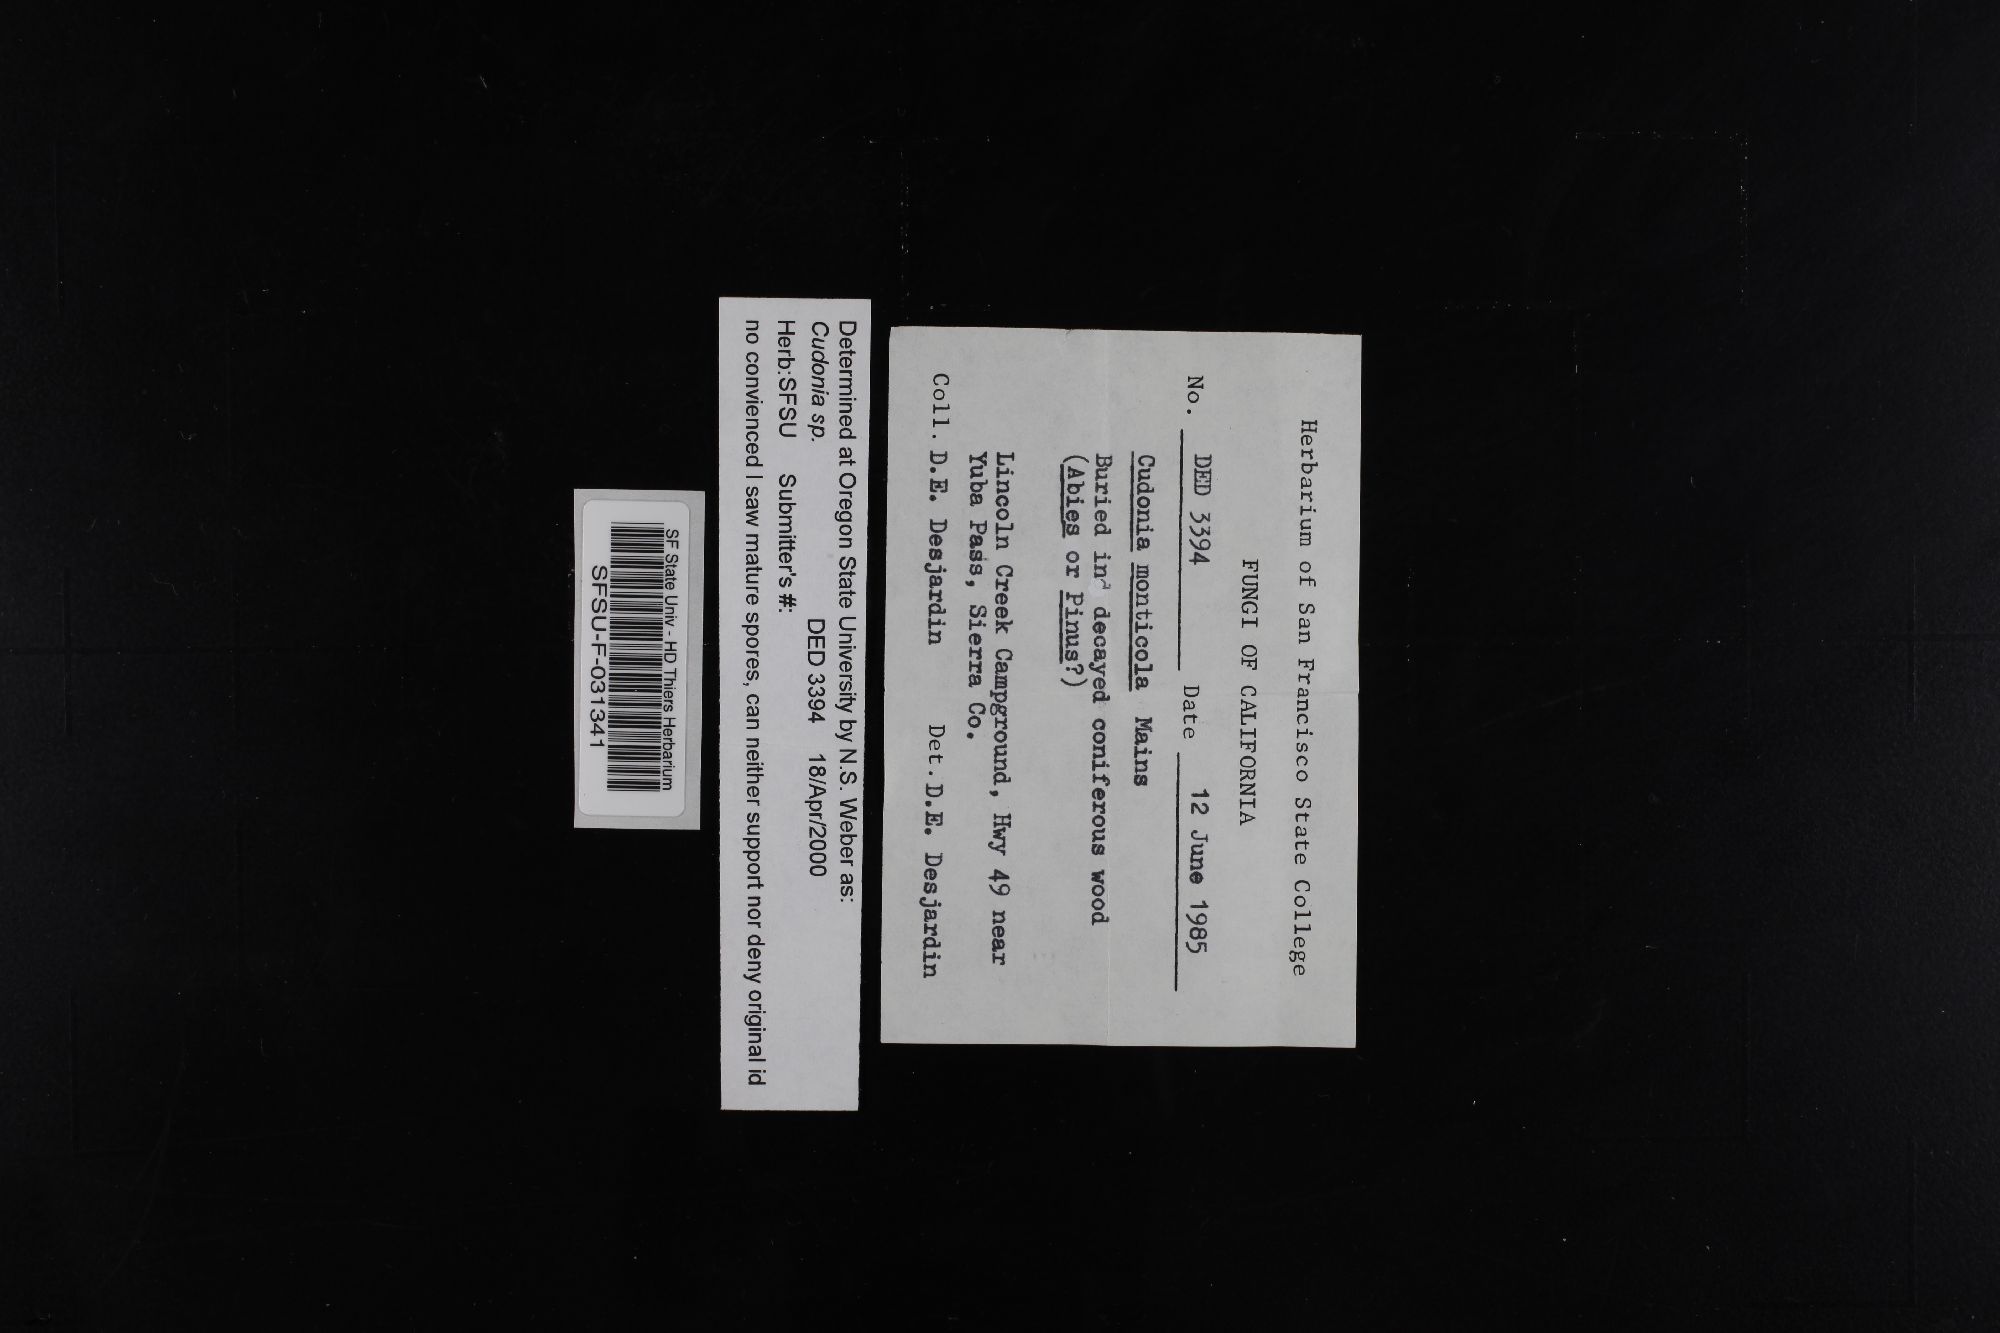 Herbarium of San Francisco State College
FUNGI OF CALIFORNIA
No. DED 3394 Date 12 June 1985
Cudonia monticola Mains
Buried in decayed coniferous wood
(Abies or Pinus?)
Lincoln Creek Campground, Hwy 49 near
Yuba Pass, Sierra Co.
Coll. D.E. Desjardin Det. D.E. Desjardin
Determined at Oregon State University by N.S. Weber as:
Cudonia sp. DED 3394 18/Apr/2000
Herb:SFSU Submitter's #:
no convienced I saw mature spores, can neither support nor deny original id
SF State Univ - HD Thiers Herbarium
SFSU-F-031341